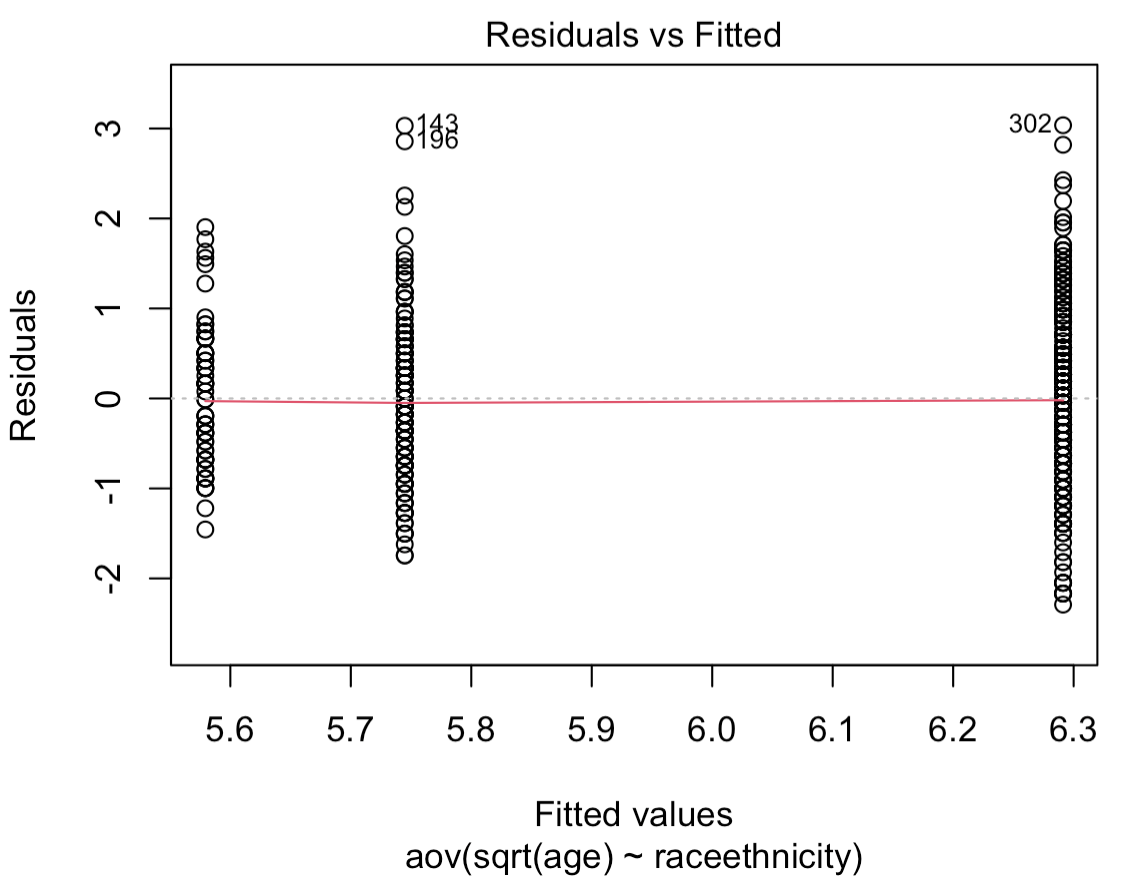 Residuals vs Fitted
Residuals
3
2
1
0
-1
-2
143
196
302
5.6 5.7 5.8 5.9 6.0 6.1 6.2 6.3
Fitted values
aov(sqrt(age) ~ raceethnicity)